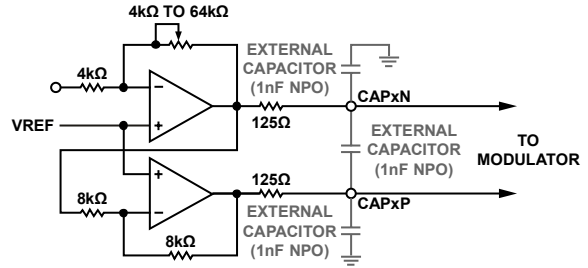 4kΩ TO 64kΩ
4kΩ
EXTERNAL
CAPACITOR
(1nF NPO)
CAPxN
VREF
125Ω
EXTERNAL
CAPACITOR
(1nF NPO)
TO
MODULATOR
125Ω
8kΩ
CAPxP
8kΩ
EXTERNAL
CAPACITOR
(1nF NPO)